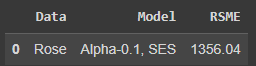 Data Model RSME
0 Rose Alpha-0.1, SES 1356.04